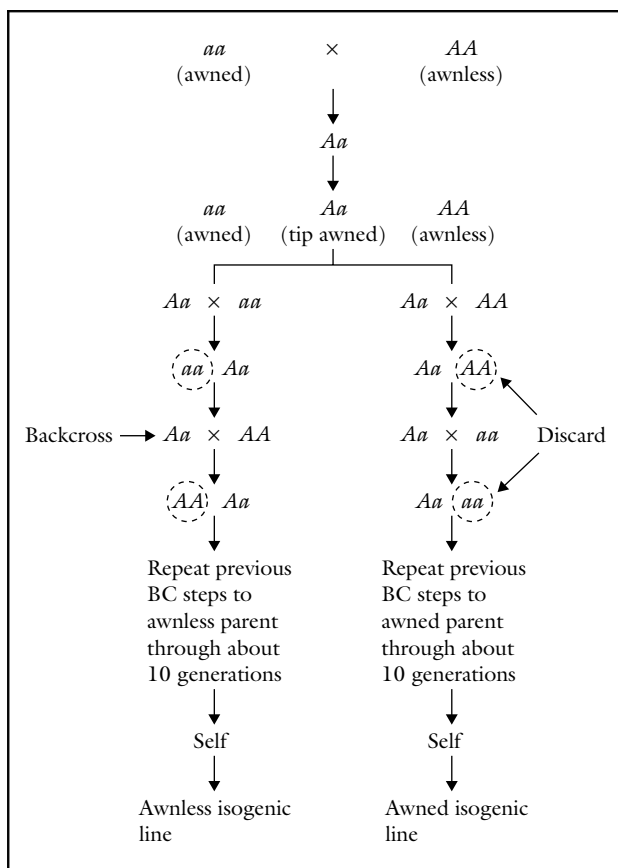 aa × AA
(awned) (awnless)
Aa
aa Aa AA
(awned) (tip awned) (awnless)
Aa × aa Aa × AA
aa Aa Aa AA
Backcross Aa × AA Aa × aa Discard
AA Aa Aa aa
Repeat previous
BC steps to
awnless parent
through about
10 generations
Repeat previous
BC steps to
awned parent
through about
10 generations
Self Self
Awnless isogenic
line
Awned isogenic
line